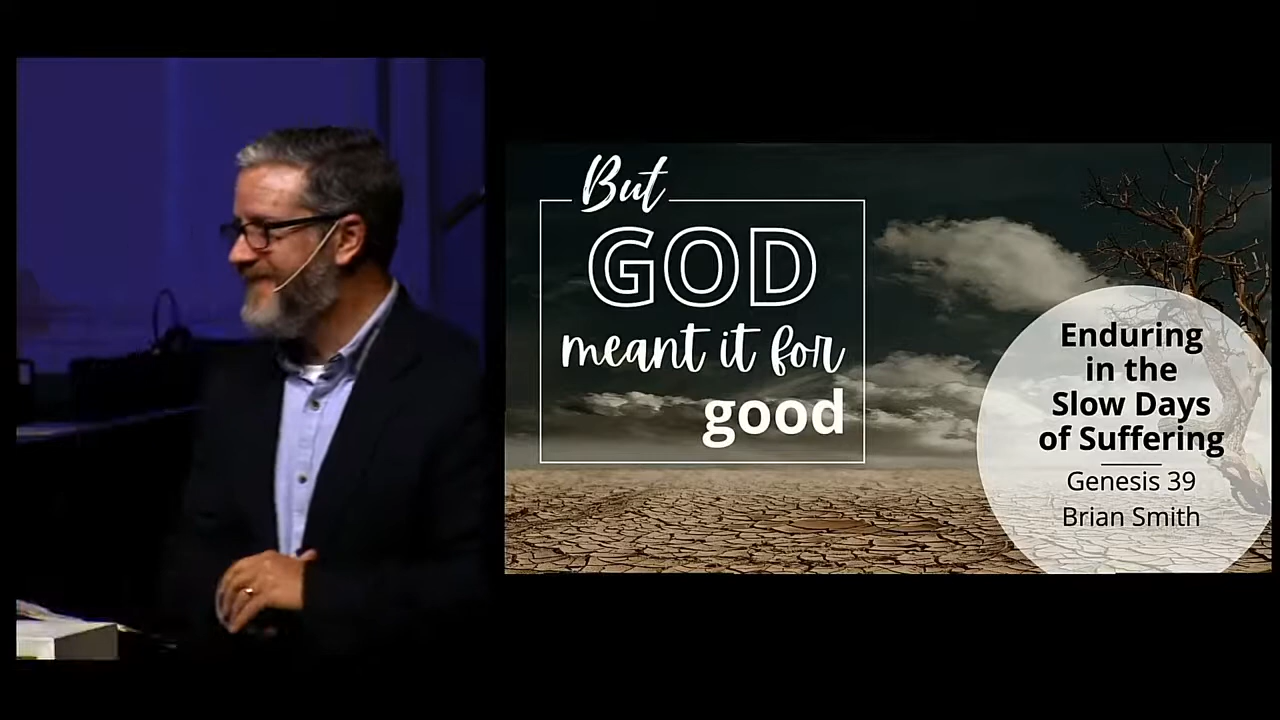 But
GOD
meant it for
good
Enduring
in the
Slow Days
of Suffering
Genesis 39
Brian Smith